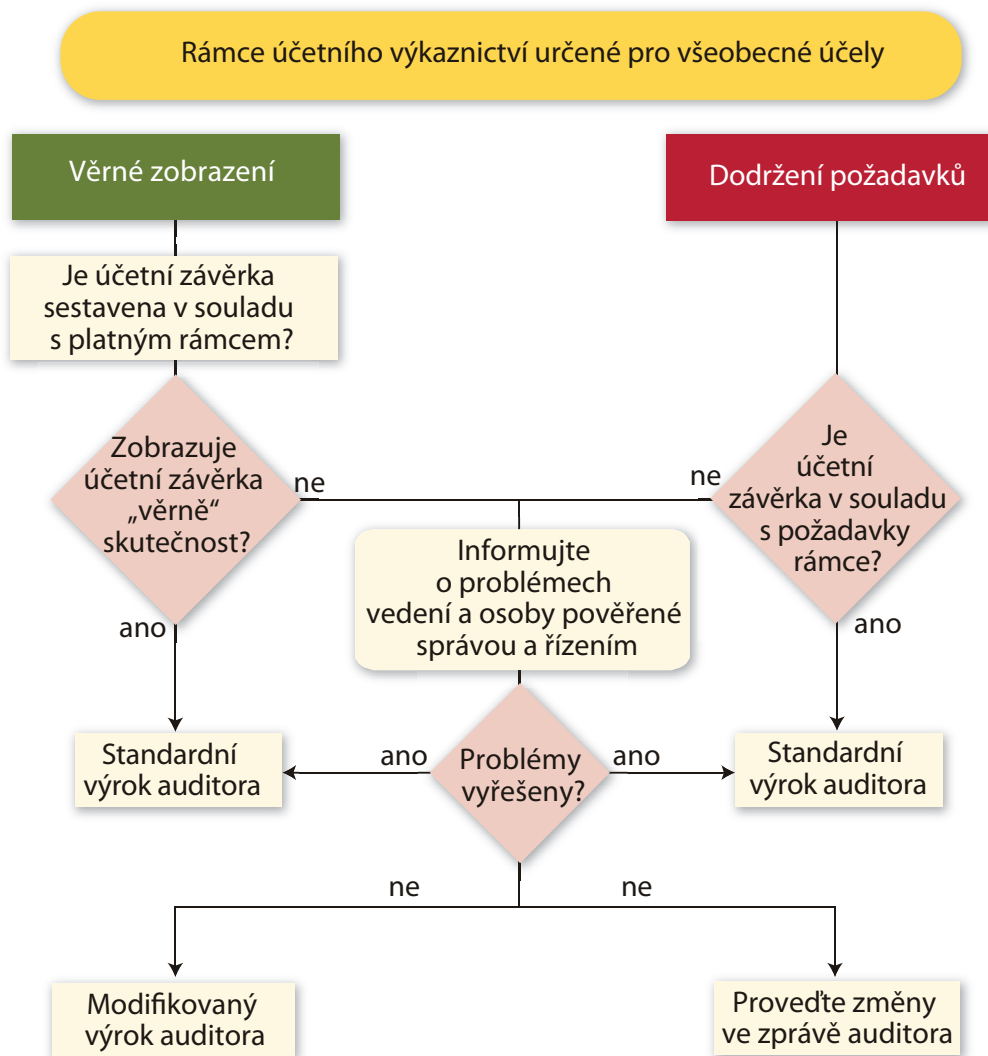 Rámce účetního výkaznictví určené pro všeobecné účely
Věrné zobrazení
Dodržení požadavků
Je účetní závěrka
sestavena v souladu
s platným rámcem?
Zobrazuje
účetní závěrka
„věrně“
skutečnost?
ne
ne
Je
účetní
závěrka v souladu
s požadavky
rámce?
Informujte
o problémech
vedení a osoby pověřené
správou a řízením
ano
ano
Standardní
výrok auditora
ano
Problémy
vyřešeny?
ano
Standardní
výrok auditora
ne
ne
Modifikovaný
výrok auditora
Proveďte změny
ve zprávě auditora